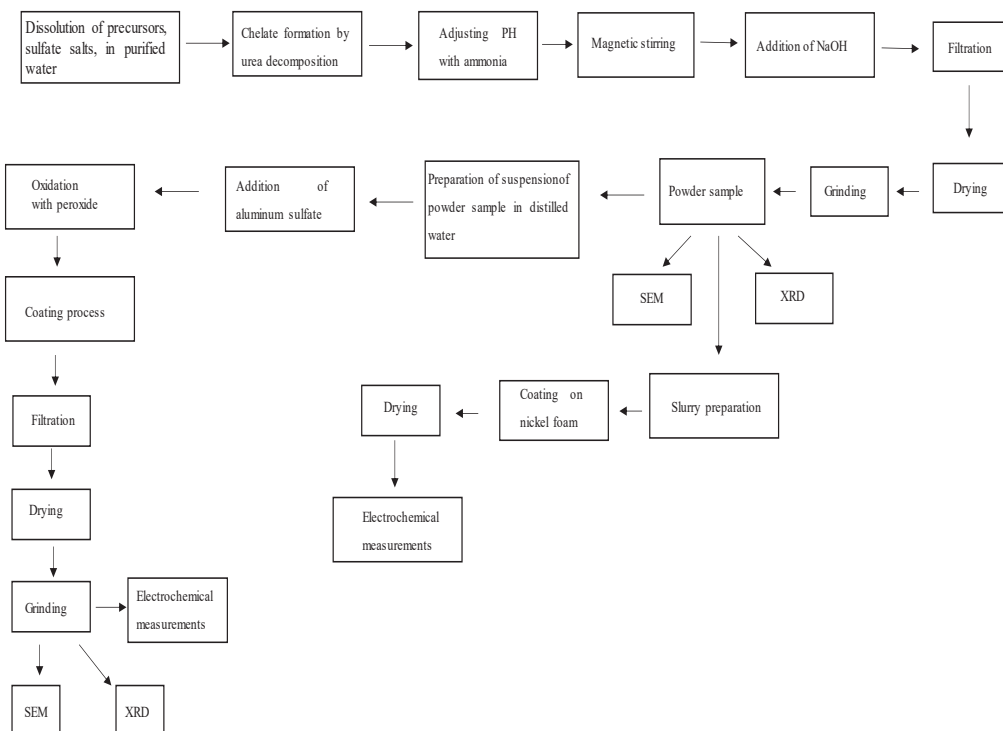 Dissolution of precursors,
sulfate salts, in purified
water
Chelate formation by
urea decomposition
Adjusting PH
with ammonia
Magnetic stirring
Addition of NaOH
Filtration
Oxidation
with peroxide
Addition of
aluminum sulfate
Preparation of suspensionof
powder sample in distilled
water
Powder sample
Grinding
Drying
SEM
XRD
Coating process
Filtration
Drying
Coating on
nickel foam
Slurry preparation
Drying
Electrochemical
measurements
Grinding
Electrochemical
measurements
SEM
XRD